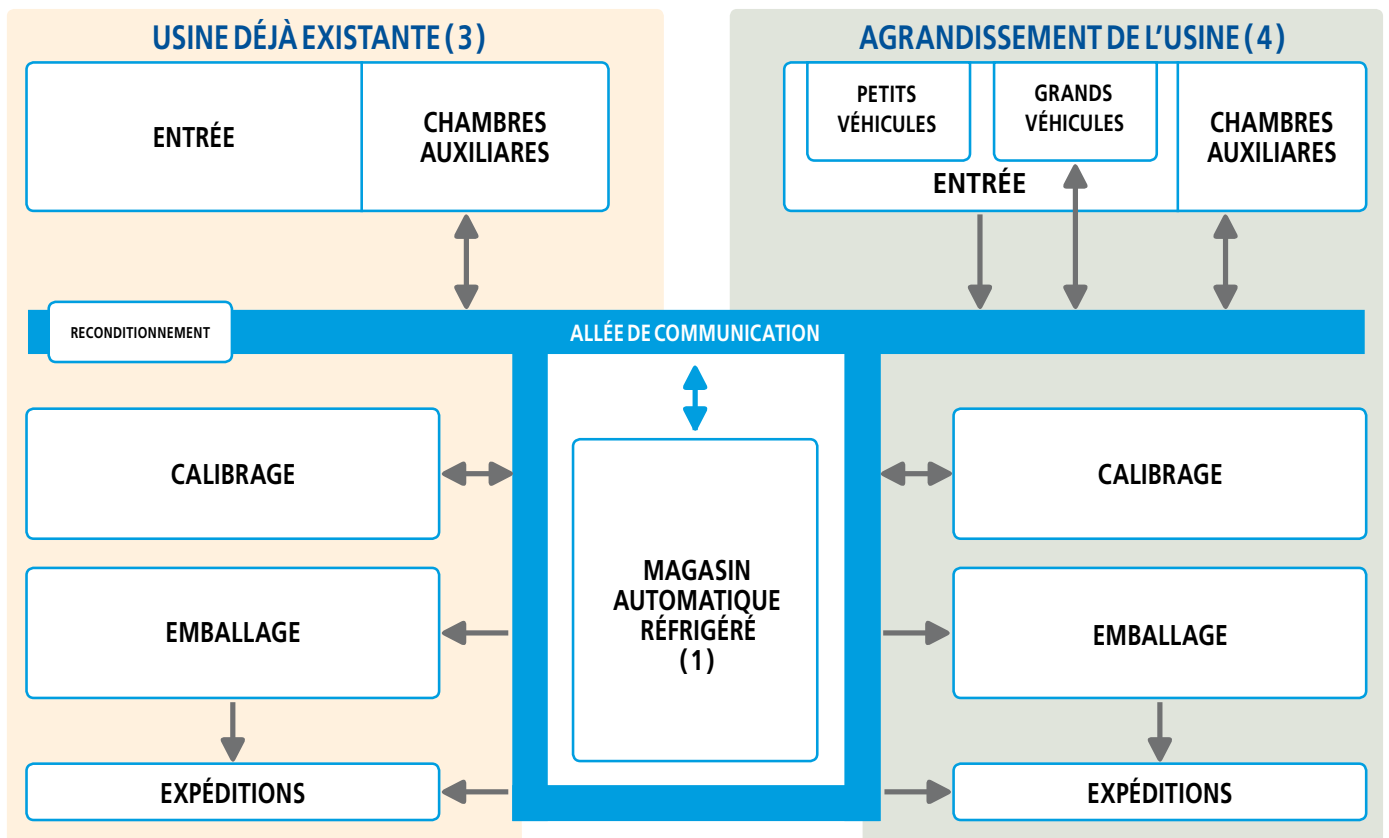 USINE DÉJÀ EXISTANTE (3)
ENTRÉE
CHAMBRES
AUXILIARES
AGRANDISSEMENT DE L'USINE (4)
PETITS
VÉHICULES
GRANDS
VÉHICULES
ENTRÉE
CHAMBRES
AUXILIARES
RECONDITIONNEMENT
ALLÉE DE COMMUNICATION
CALIBRAGE
EMBALLAGE
EXPÉDITIONS
MAGASIN
AUTOMATIQUE
RÉFRIGÉRÉ
(1)
CALIBRAGE
EMBALLAGE
EXPÉDITIONS